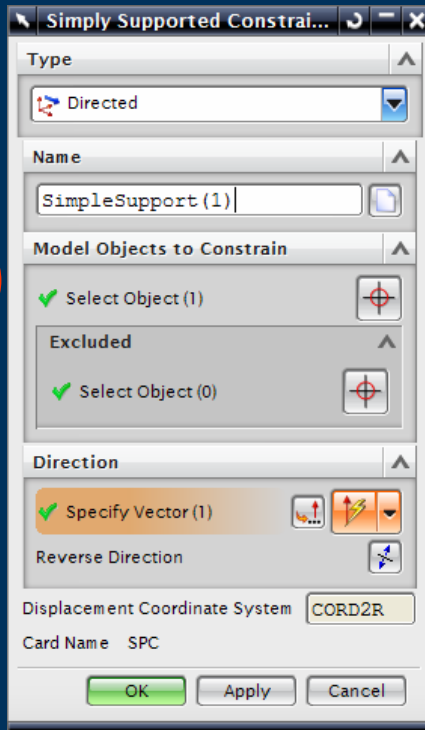 Simply Supported Constrai...
Type
Directed
Name
SimpleSupport(1)
Model Objects to Constrain
Select Object (1)
Excluded
Select Object (0)
Direction
Specify Vector (1)
Reverse Direction
Displacement Coordinate System CORD2R
Card Name SPC
OK Apply Cancel